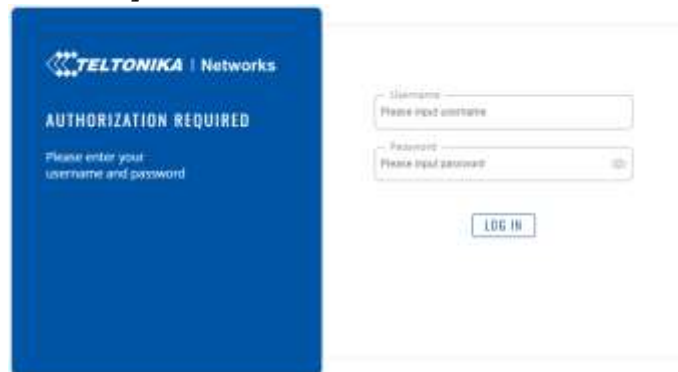 TELTONIKA | Networks
AUTHORIZATION REQUIRED
Please enter your
username and password
Username
Please input username
Password
Please input password
LOG IN